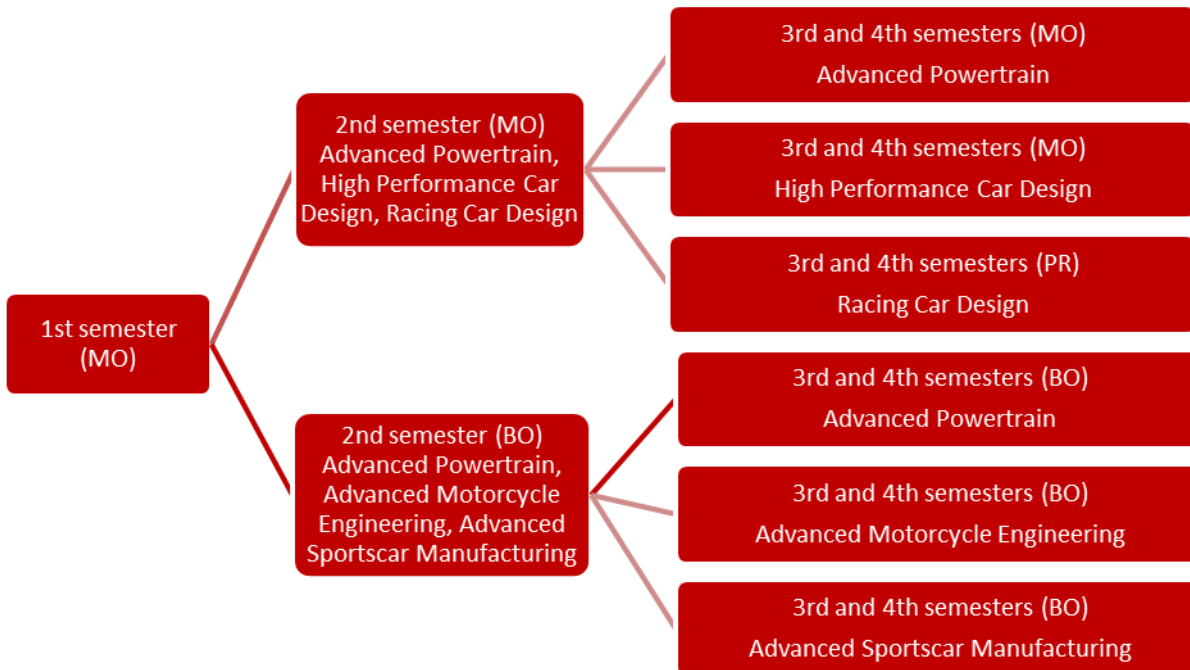 1st semester
(MO)
2nd semester (MO)
Advanced Powertrain,
High Performance Car
Design, Racing Car Design
2nd semester (BO)
Advanced Powertrain,
Advanced Motorcycle
Engineering, Advanced
Sportscar Manufacturing
3rd and 4th semesters (MO)
Advanced Powertrain
3rd and 4th semesters (MO)
High Performance Car Design
3rd and 4th semesters (PR)
Racing Car Design
3rd and 4th semesters (BO)
Advanced Powertrain
3rd and 4th semesters (BO)
Advanced Motorcycle Engineering
3rd and 4th semesters (BO)
Advanced Sportscar Manufacturing